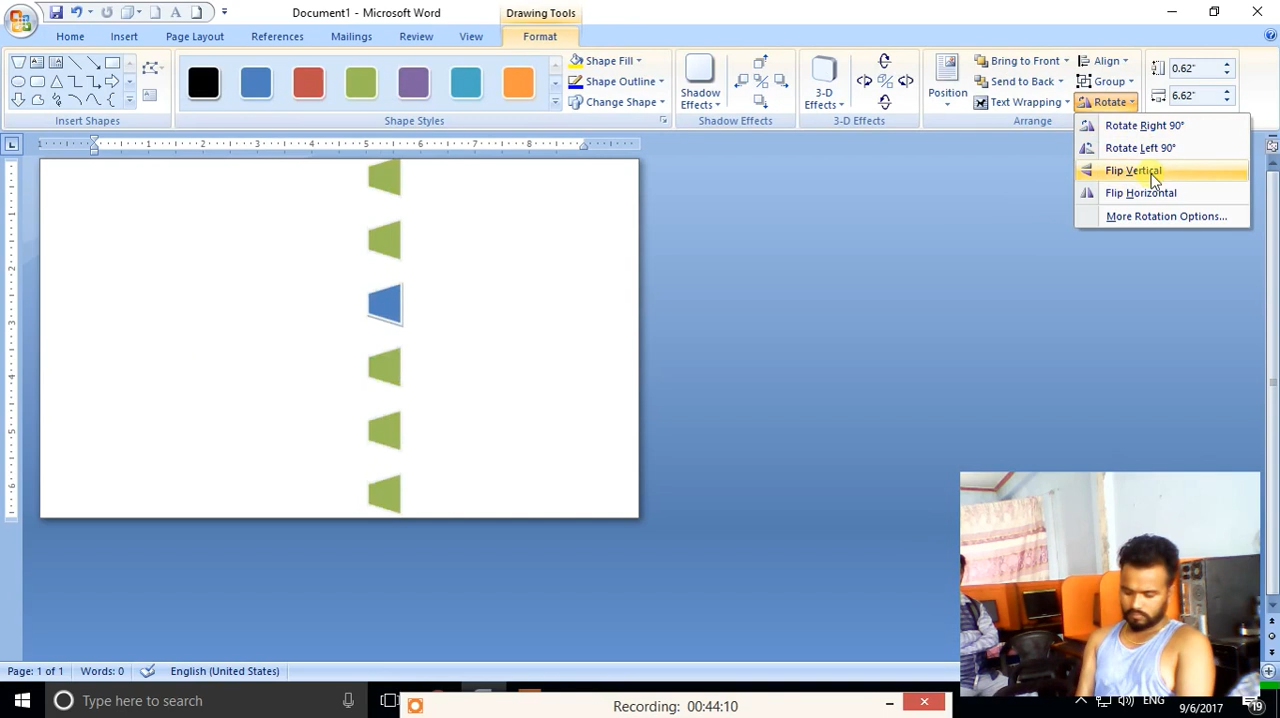 Document1 - Microsoft Word
Drawing Tools
Home
Insert
Page Layout
References
Mailings
Review
View
Format
Shape Fill
Shape Outline
Change Shape
Shadow Effects
3-D Effects
Position
Bring to Front
Send to Back
Text Wrapping
Align
Group
Rotate
0.62"
6.62"
Insert Shapes
Shape Styles
Shadow Effects
3-D Effects
Arrange
Rotate Right 90°
Rotate Left 90°
Flip Vertical
Flip Horizontal
More Rotation Options...
Page: 1 of 1
Words: 0
English (United States)
Type here to search
Recording: 00:44:10
ENG
9/6/2017
19